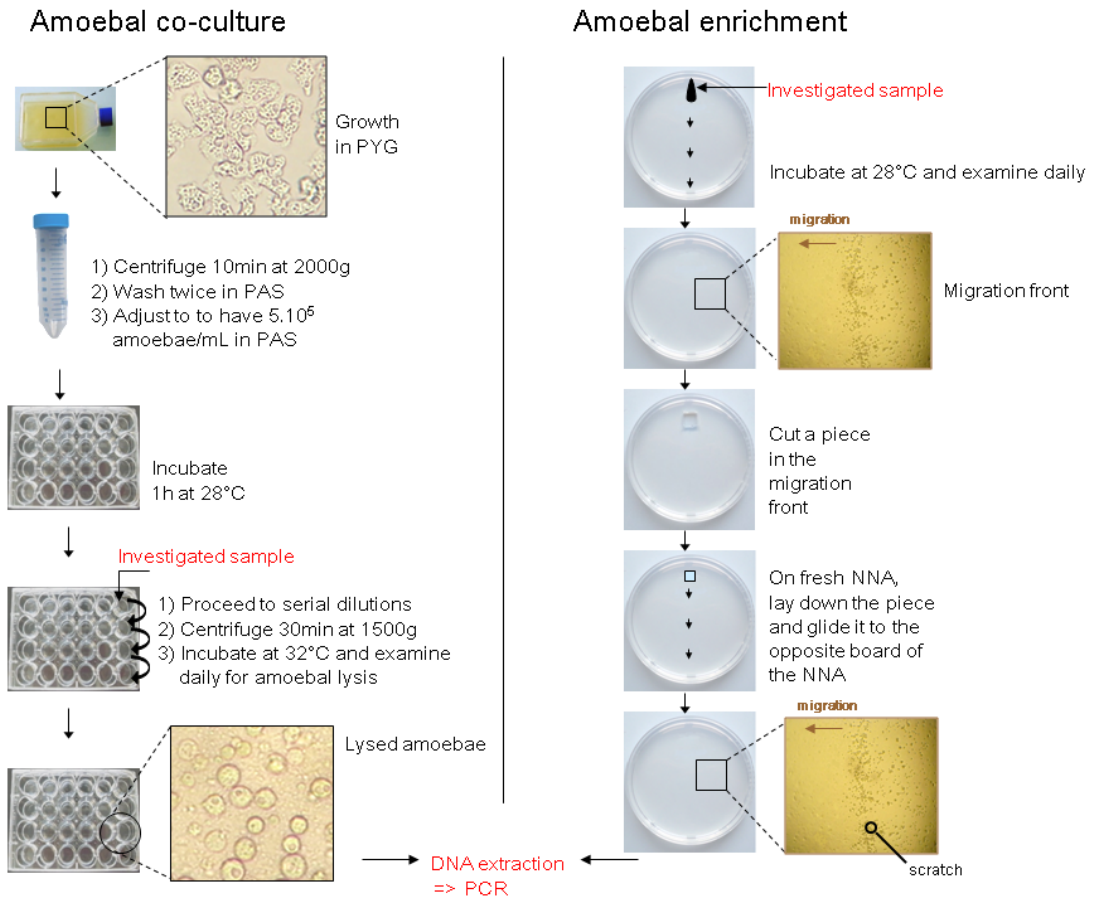 Amoebal co-culture
Growth
in PYG
1) Centrifuge 10min at 2000g
2) Wash twice in PAS
3) Adjust to to have 5.10⁵
amoebae/mL in PAS
Incubate
1h at 28°C
Investigated sample
1) Proceed to serial dilutions
2) Centrifuge 30min at 1500g
3) Incubate at 32°C and examine
daily for amoebal lysis
Lysed amoebae
Amoebal enrichment
Investigated sample
Incubate at 28°C and examine daily
migration
Migration front
Cut a piece
in the
migration
front
On fresh NNA,
lay down the piece
and glide it to the
opposite board of
the NNA
migration
scratch
DNA extraction
=> PCR